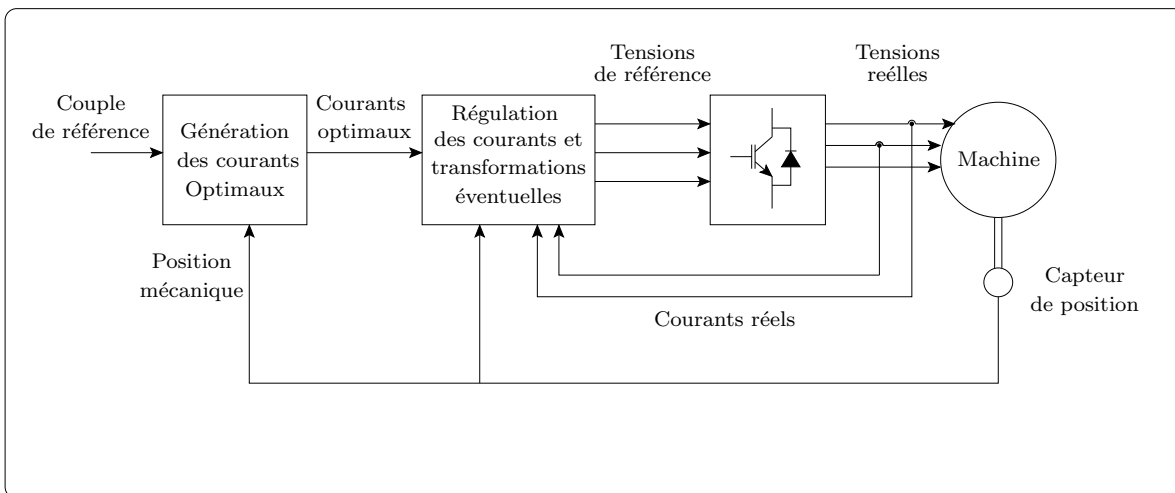 Tensions
de référence
Tensions
reélles
Couple
de référence
Génération
des courants
Optimaux
Courants
optimaux
Régulation
des courants et
transformations
éventuelles
Machine
Position
mécanique
Capteur
de position
Courants réels